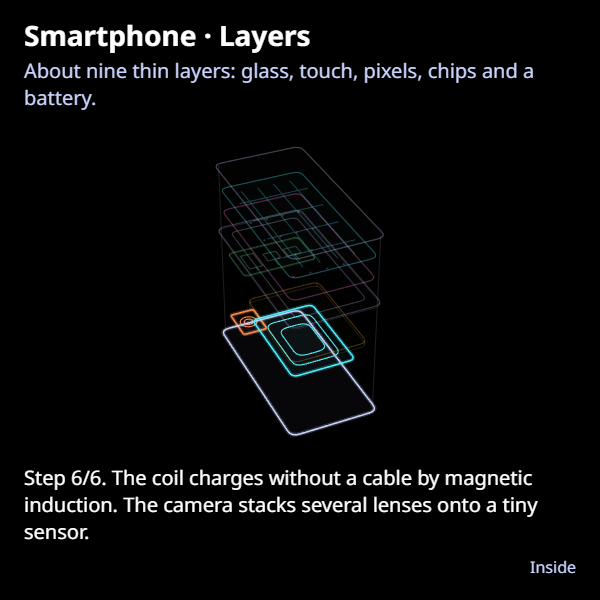 Smartphone · Layers
About nine thin layers: glass, touch, pixels, chips and a
battery.
Step 6/6. The coil charges without a cable by magnetic
induction. The camera stacks several lenses onto a tiny
sensor.
Inside